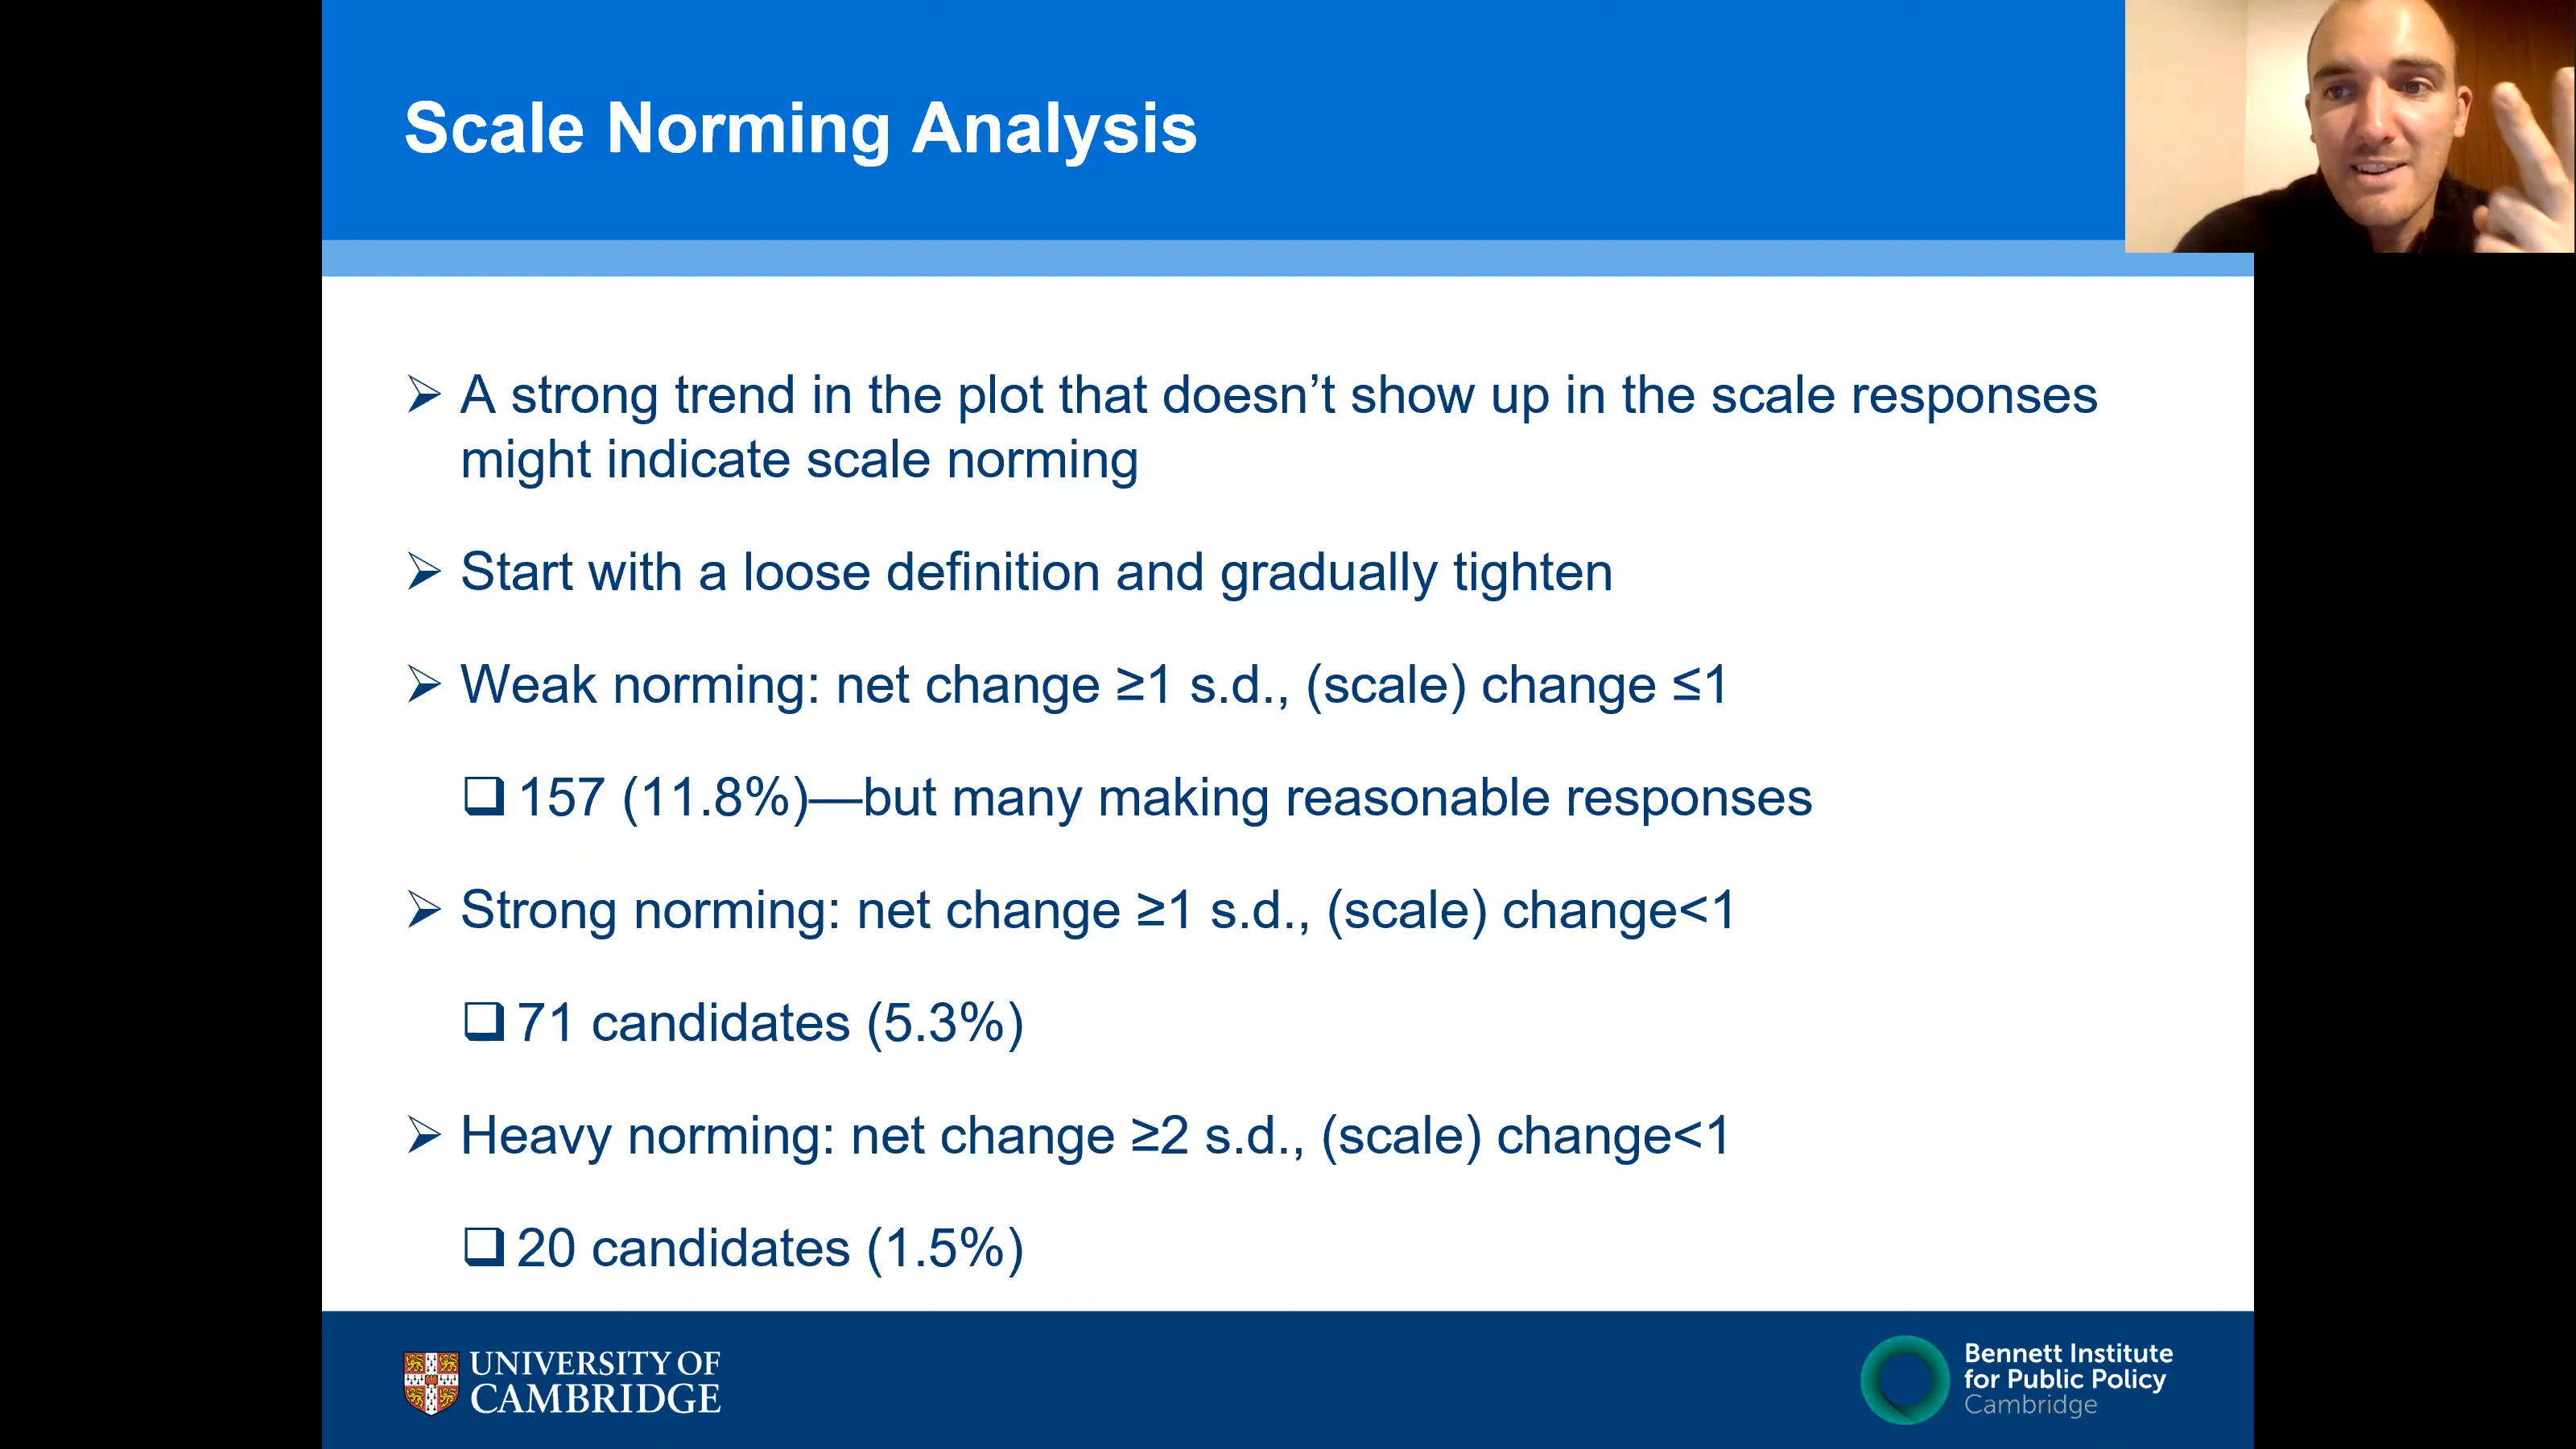 Scale Norming Analysis
A strong trend in the plot that doesn’t show up in the scale responses
might indicate scale norming
Start with a loose definition and gradually tighten
Weak norming: net change ≥1 s.d., (scale) change ≤1
157 (11.8%)—but many making reasonable responses
Strong norming: net change ≥1 s.d., (scale) change<1
71 candidates (5.3%)
Heavy norming: net change ≥2 s.d., (scale) change<1
20 candidates (1.5%)
UNIVERSITY OF
CAMBRIDGE
Bennett Institute
for Public Policy
Cambridge